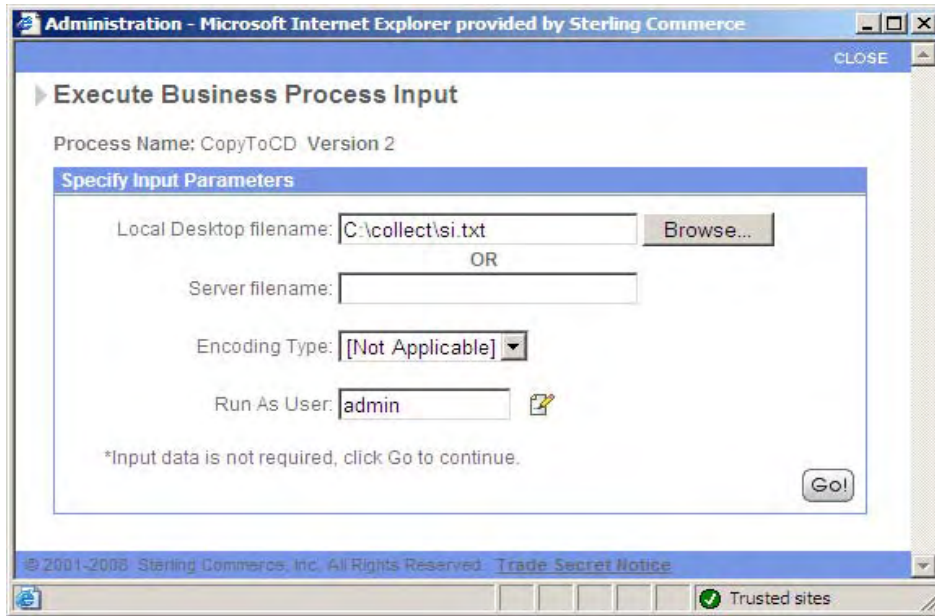 Administration - Microsoft Internet Explorer provided by Sterling Commerce
CLOSE
Execute Business Process Input
Process Name: CopyToCD Version 2
Specify Input Parameters
Local Desktop filename: C:\collect\si.txt Browse...
OR
Server filename:
Encoding Type: [Not Applicable]
Run As User: admin
*Input data is not required, click Go to continue.
Go!
© 2001-2008 Sterling Commerce, Inc. All Rights Reserved. Trade Secret Notice
Trusted sites